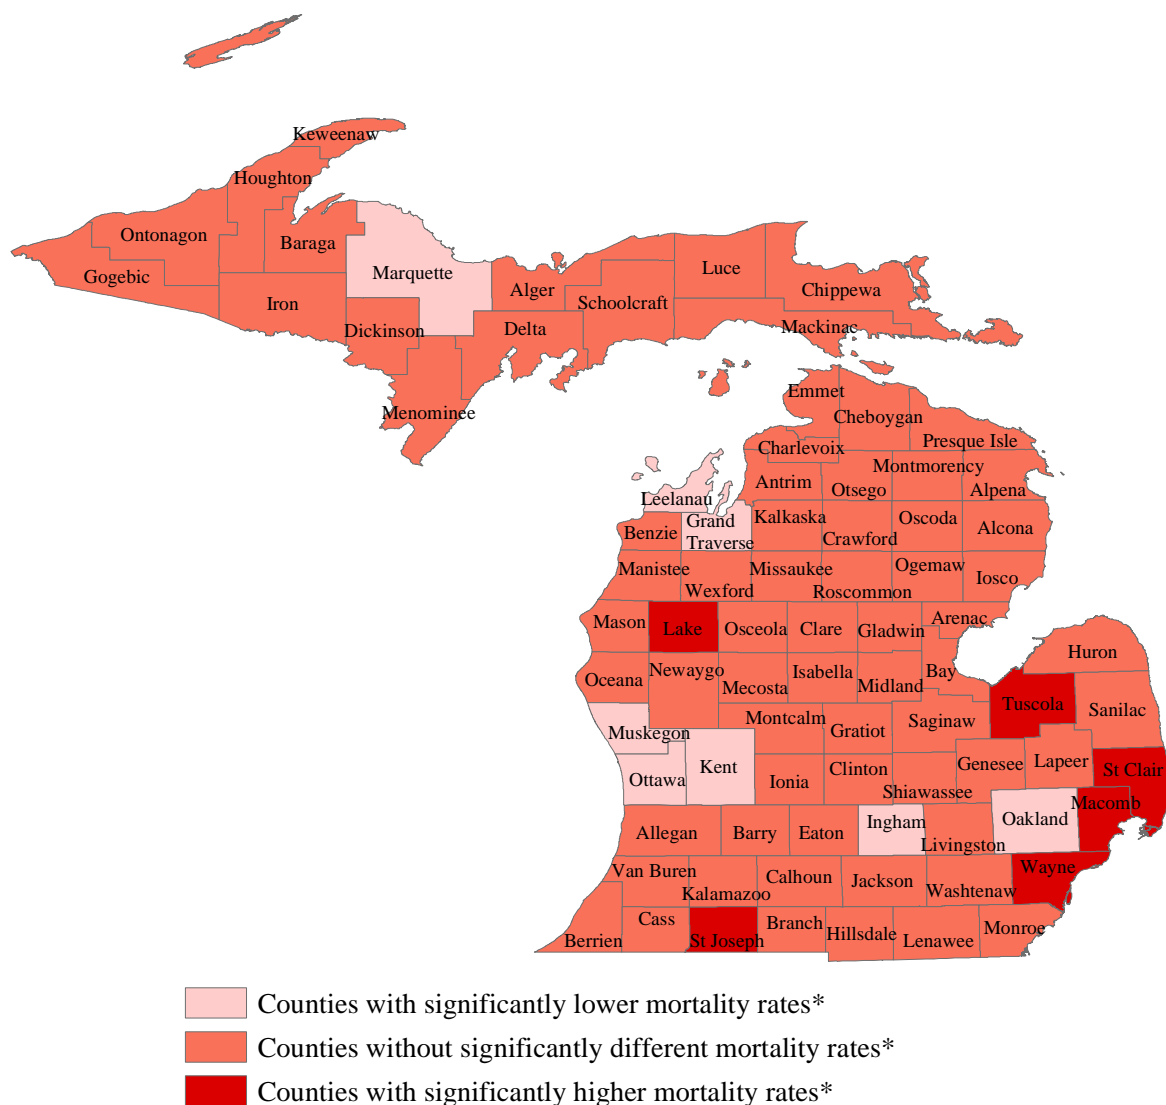 Keweenaw
Houghton
Ontonagon
Baraga
Gogebic
Marquette
Iron
Dickinson
Alger
Luce
Chippewa
Schoolcraft
Delta
Mackinac
Menominee
Emmet
Cheboygan
Presque Isle
Charlevoix
Montmorency
Antrim
Otsego
Alpena
Leelanau
Grand
Traverse
Kalkaska
Oscoda
Alcona
Benzie
Crawford
Manistee
Missaukee
Ogemaw
Iosco
Wexford
Roscommon
Mason
Lake
Osceola
Clare
Gladwin
Arenac
Huron
Oceana
Newaygo
Mecosta
Isabella
Midland
Bay
Tuscola
Sanilac
Muskegon
Montcalm
Gratiot
Saginaw
Ottawa
Kent
Ionia
Clinton
Shiawassee
Genesee
Lapeer
St Clair
Macomb
Allegan
Barry
Eaton
Ingham
Livingston
Oakland
Van Buren
Kalamazoo
Calhoun
Jackson
Washtenaw
Wayne
Berrien
Cass
St Joseph
Branch
Hillsdale
Lenawee
Monroe
Counties with significantly lower mortality rates*
Counties without significantly different mortality rates*
Counties with significantly higher mortality rates*